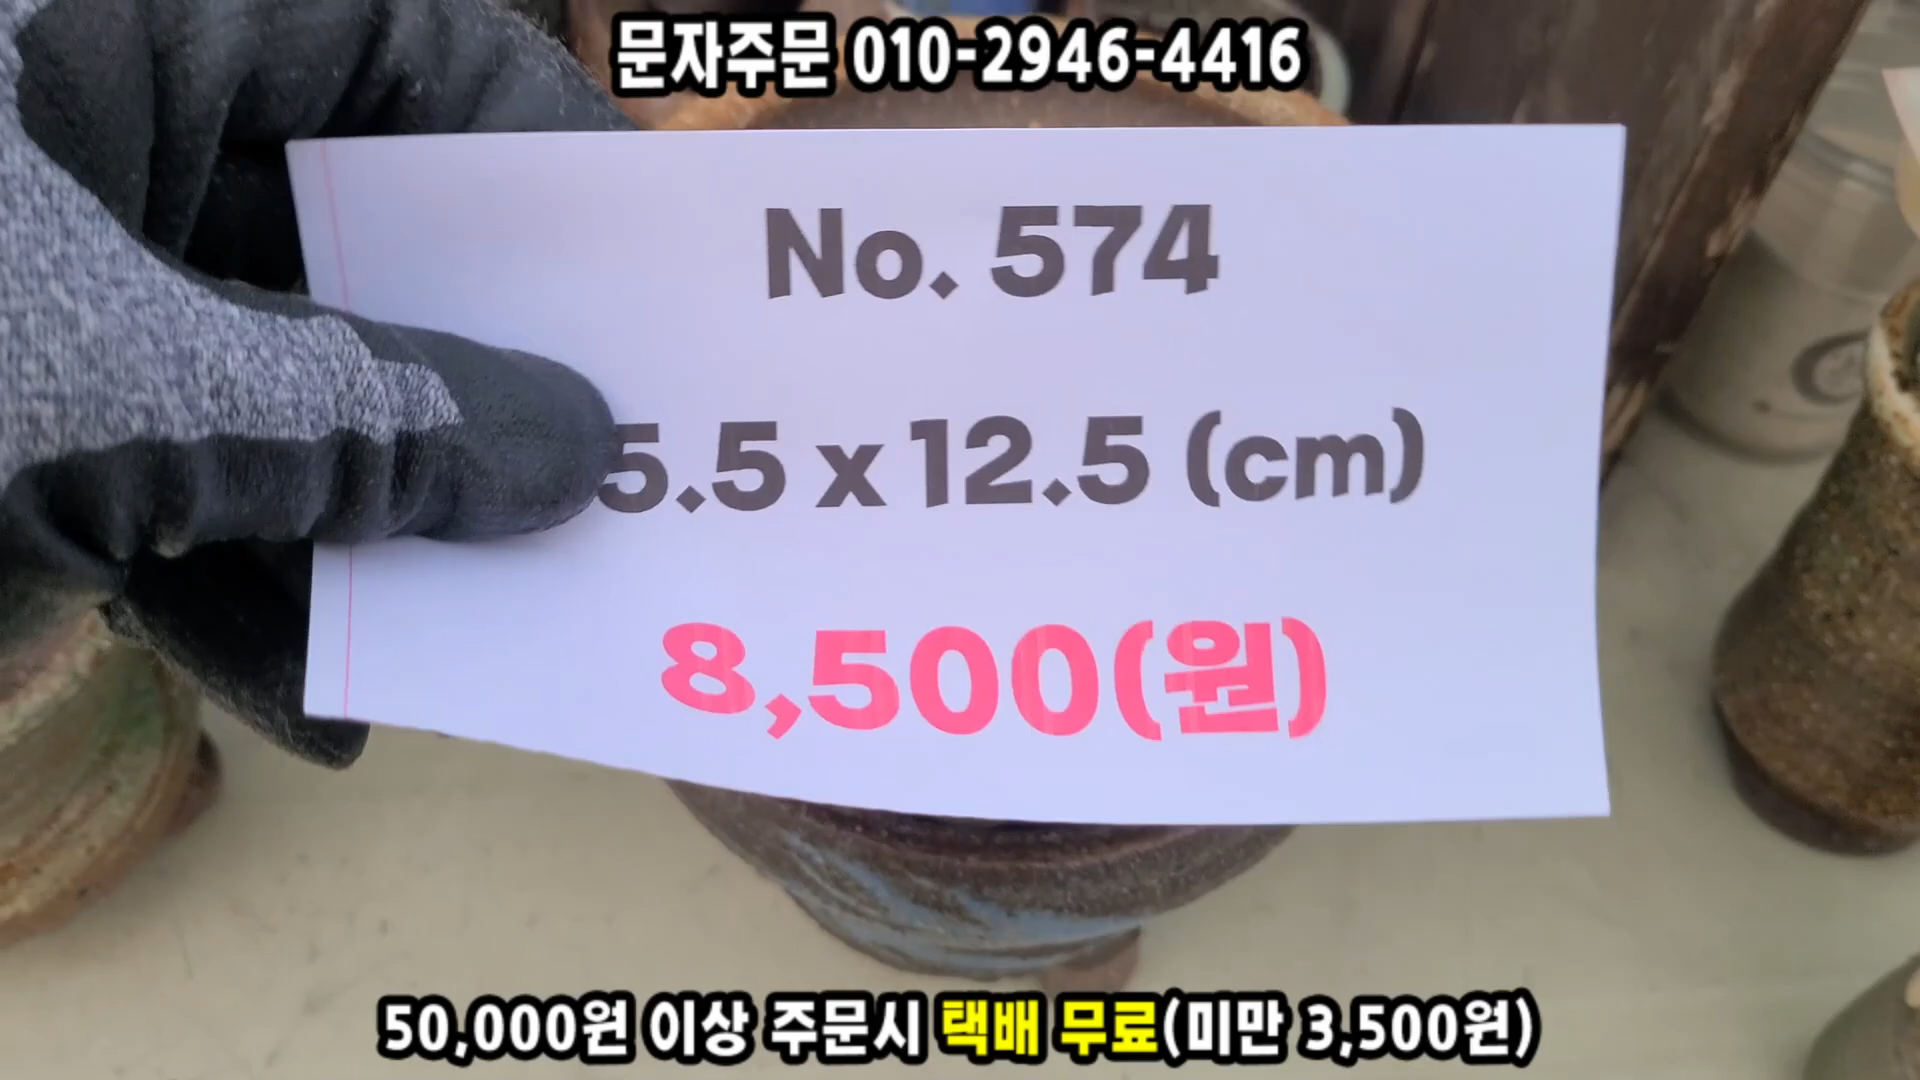 문자주문 010-2946-4416
No. 574
5.5 x 12.5 (cm)
8,500(원)
50,000원 이상 주문시 택배 무료(미만 3,500원)